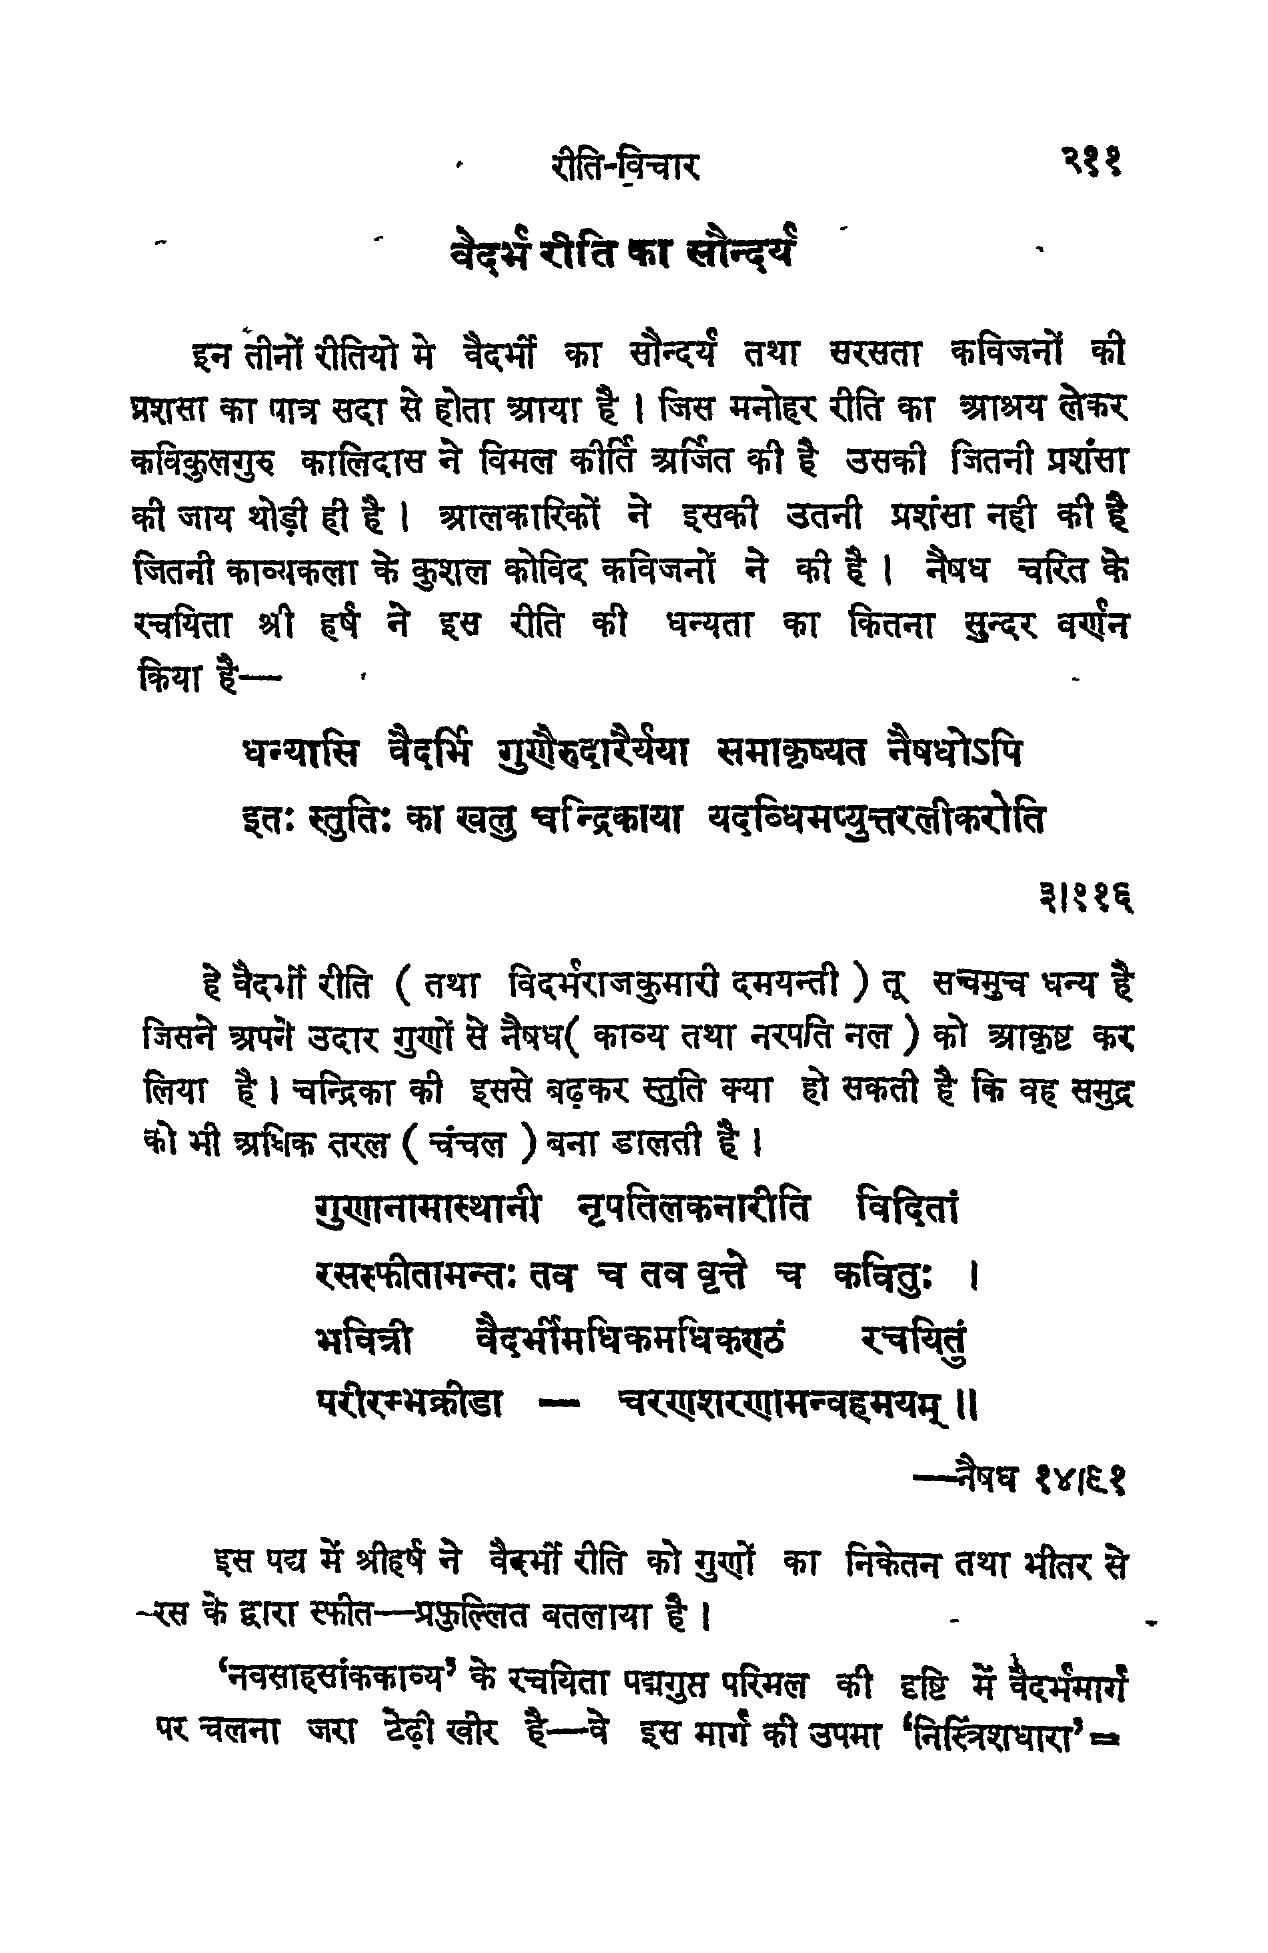 रीति-विचार २११
वैदर्भ रीति का सौन्दर्य
इन तीनों रीतियो मे वैदर्भी का सौन्दर्य तथा सरसता कविजनों की
प्रशसा का पात्र सदा से होता आया है । जिस मनोहर रीति का आश्रय लेकर
कविकुलगुरु कालिदास ने विमल कीर्ति अर्जित की है उसकी जितनी प्रशंसा
की जाय थोड़ी ही है । आलकारिकों ने इसकी उतनी प्रशंसा नही की है
जितनी काव्यकला के कुशल कोविद कविजनों ने की है । नैषध चरित के
रचयिता श्री हर्ष ने इस रीति की धन्यता का कितना सुन्दर वर्णन
किया है—
धन्यासि वैदर्भि गुणैरुदारैर्यया समाकृष्यत नैषधोऽपि
इतः स्तुतिः का खलु चन्द्रिकाया यदब्धिमप्युत्तरलीकरोति
३।११६
हे वैदर्भी रीति ( तथा विदर्भराजकुमारी दमयन्ती ) तू सचमुच धन्य है
जिसने अपने उदार गुणों से नैषध( काव्य तथा नरपति नल ) को आकृष्ट कर
लिया है । चन्द्रिका की इससे बढ़कर स्तुति क्या हो सकती है कि वह समुद्र
को भी अधिक तरल ( चंचल ) बना डालती है ।
गुणानामास्थानी नृपतिलकनारीति विदितां
रसस्फीतामन्तः तव च तव वृत्ते च कवितुः ।
भवित्री वैदर्भीमधिकमधिकण्ठं रचयितुं
परीरम्भक्रीडा — चरणशरणामन्वहमयम् ॥
—नैषध १४।९१
इस पद्य में श्रीहर्ष ने वैदर्भी रीति को गुणों का निकेतन तथा भीतर से
रस के द्वारा स्फीत—प्रफुल्लित बतलाया है ।
‘नवसाहसांककाव्य’ के रचयिता पद्मगुप्त परिमल की दृष्टि में वैदर्भमार्ग
पर चलना जरा टेढ़ी खीर है—वे इस मार्ग की उपमा ‘निस्त्रिंशधारा’=